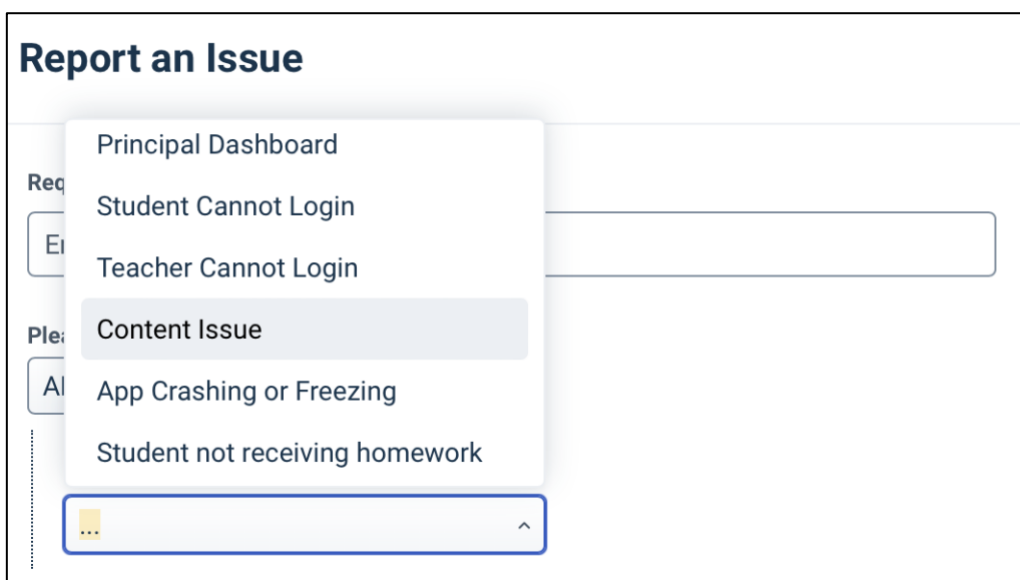 Report an Issue
Principal Dashboard
Student Cannot Login
Teacher Cannot Login
Content Issue
App Crashing or Freezing
Student not receiving homework
...